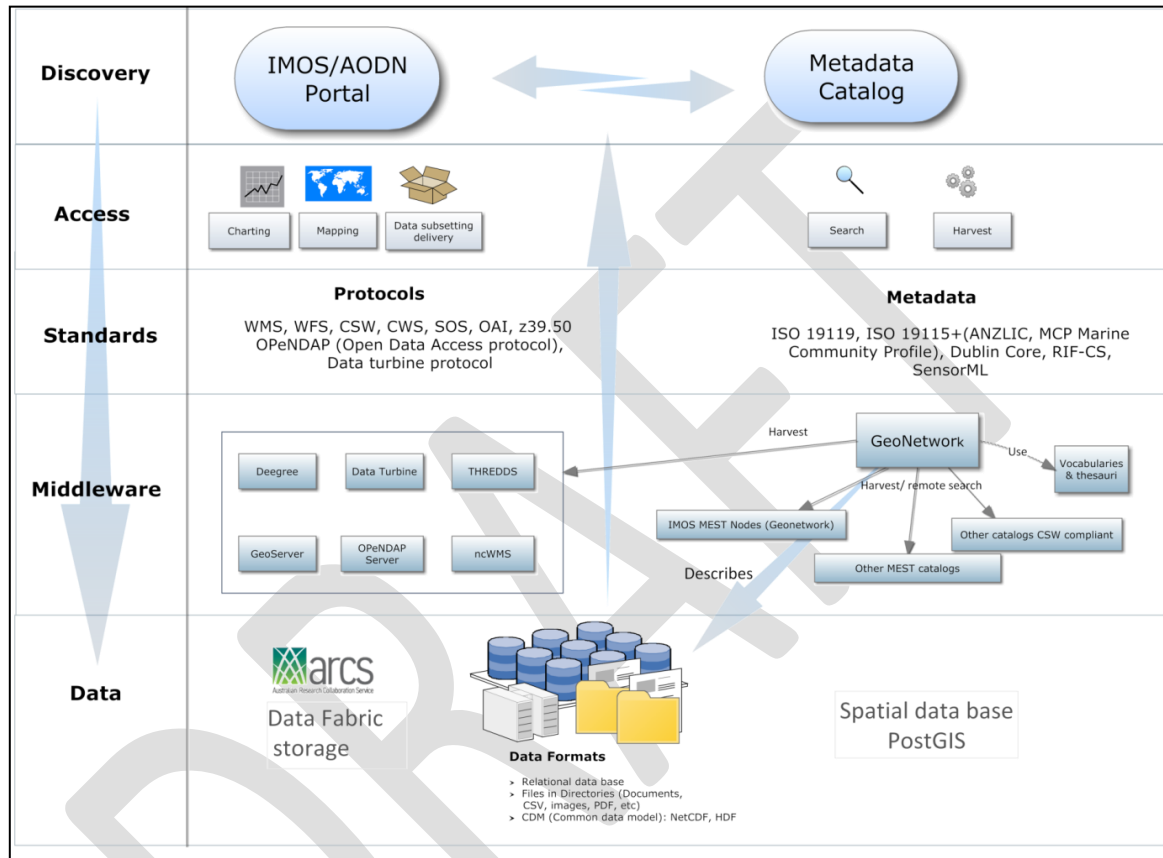 Discovery
IMOS/AODN
Portal
Metadata
Catalog
Access
Charting
Mapping
Data subsetting
delivery
Search
Harvest
Standards
Protocols
WMS, WFS, CSW, CWS, SOS, OAI, z39.50
OPeNDAP (Open Data Access protocol),
Data turbine protocol
Metadata
ISO 19119, ISO 19115+(ANZLIC, MCP Marine
Community Profile), Dublin Core, RIF-CS,
SensorML
Middleware
Deegree
Data Turbine
THREDDS
GeoServer
OPeNDAP
Server
ncWMS
Harvest
GeoNetwork
Use
Vocabularies
& thesauri
Harvest/ remote search
IMOS MEST Nodes (Geonetwork)
Other catalogs CSW compliant
Other MEST catalogs
Describes
Data
arcs
Australian Research Collaboration Service
Data Fabric
storage
Spatial data base
PostGIS
Data Formats
➤ Relational data base
➤ Files in Directories (Documents,
CSV, images, PDF, etc)
➤ CDM (Common data model): NetCDF, HDF
DRAFT